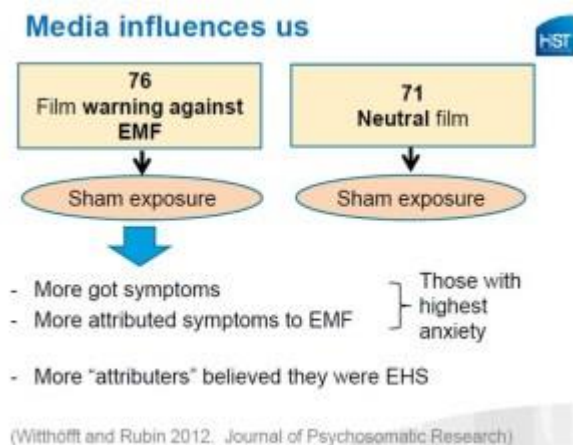 Media influences us
HST
76
Film warning against
EMF
71
Neutral film
Sham exposure
Sham exposure
- More got symptoms
- More attributed symptoms to EMF
Those with
highest
anxiety
- More "attributers" believed they were EHS
(Witthöfft and Rubin 2012, Journal of Psychosomatic Research)